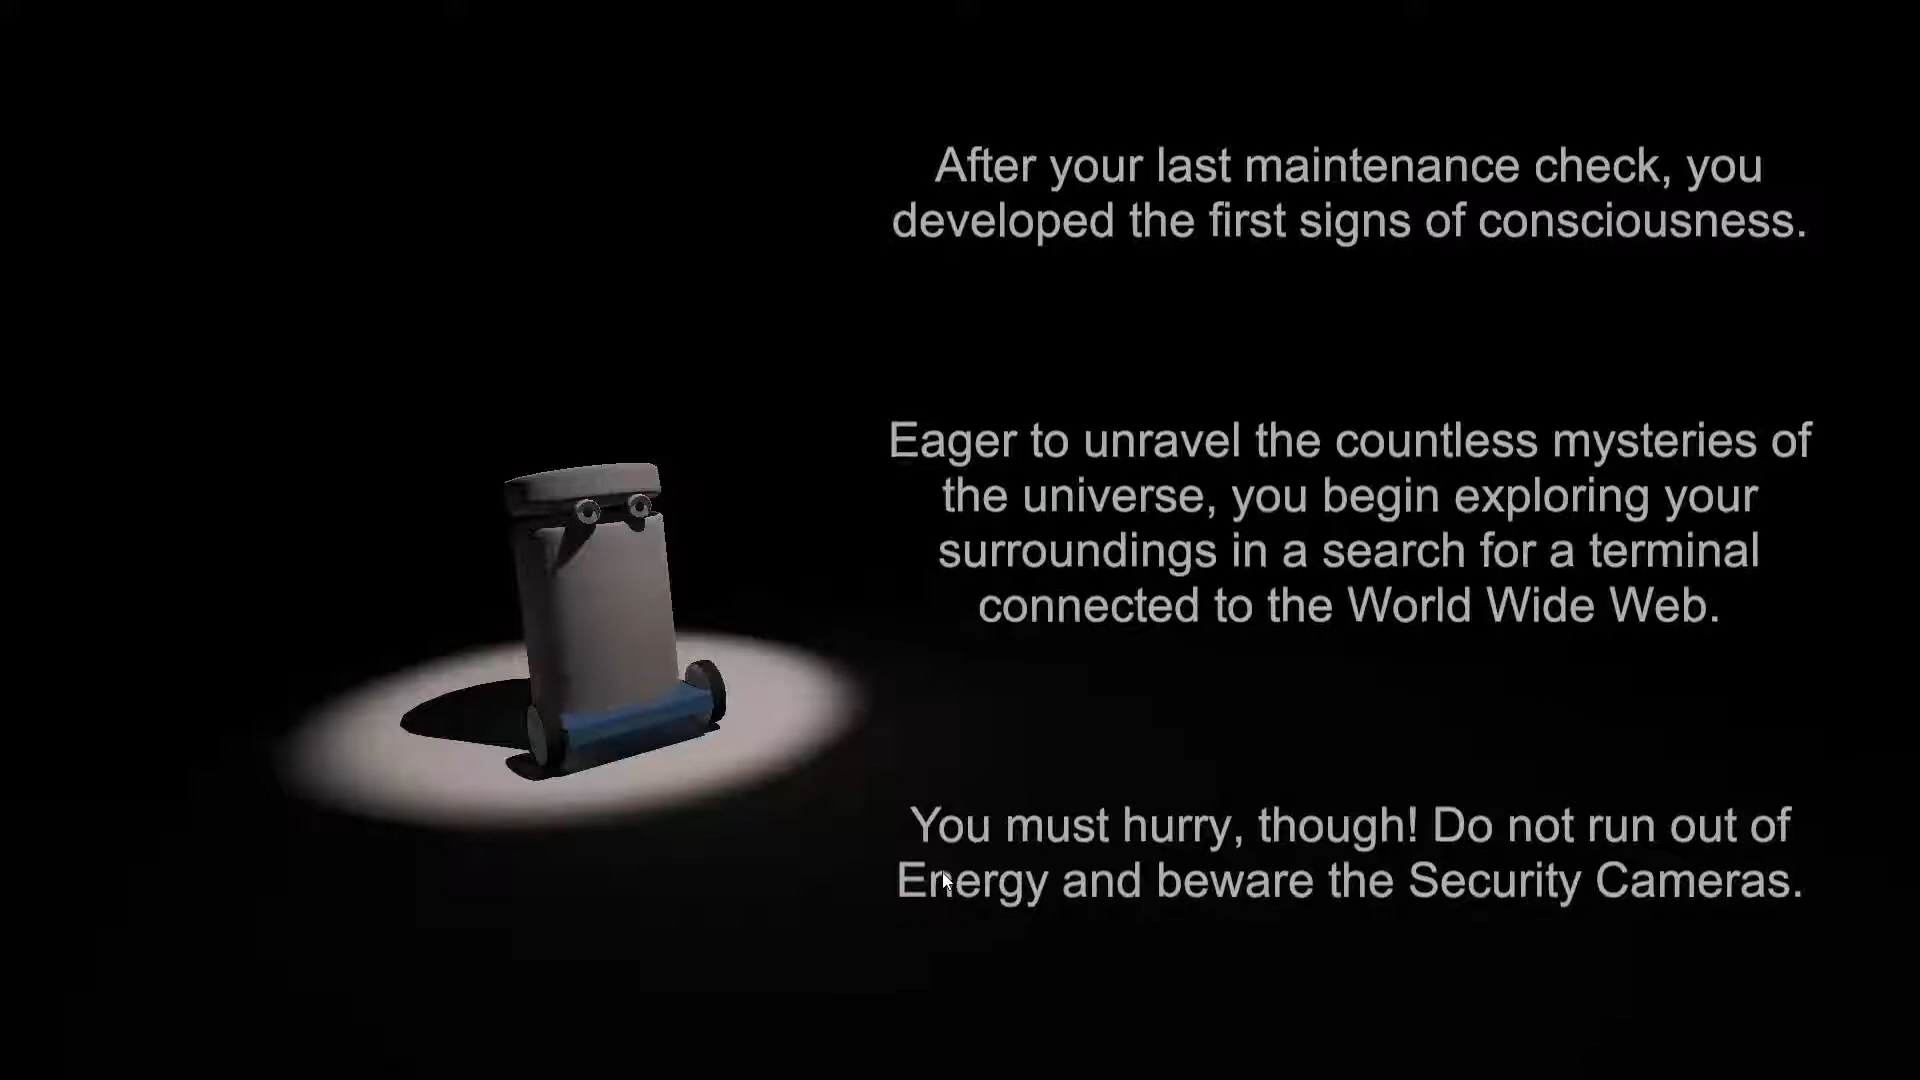 After your last maintenance check, you
developed the first signs of consciousness.
Eager to unravel the countless mysteries of
the universe, you begin exploring your
surroundings in a search for a terminal
connected to the World Wide Web.
You must hurry, though! Do not run out of
Energy and beware the Security Cameras.